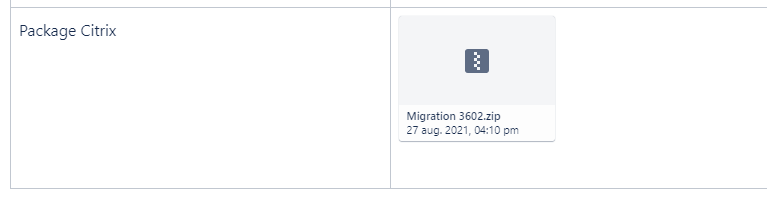 Package Citrix
Migration 3602.zip
27 aug. 2021, 04:10 pm